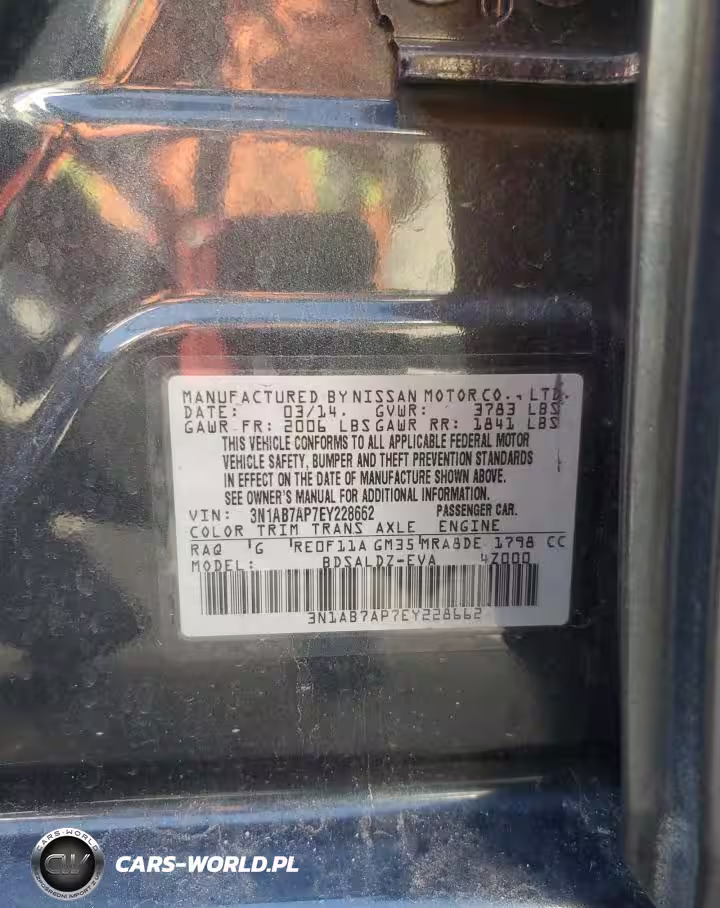 MANUFACTURED BY NISSAN MOTOR CO., LTD.
DATE: 03/14. GVWR: 3783 LBS
GAWR FR: 2006 LBS GAWR RR: 1841 LBS
THIS VEHICLE CONFORMS TO ALL APPLICABLE FEDERAL MOTOR
VEHICLE SAFETY, BUMPER AND THEFT PREVENTION STANDARDS
IN EFFECT ON THE DATE OF MANUFACTURE SHOWN ABOVE.
SEE OWNER'S MANUAL FOR ADDITIONAL INFORMATION.
VIN: 3N1AB7AP7EY228662 PASSENGER CAR.
COLOR TRIM TRANS AXLE ENGINE
RAQ G RE0F11A GM35 MRA8DE 1798 CC
MODEL: BDSALDZ-EVA 4Z000
3N1AB7AP7EY228662
CARS-WORLD
CW
CARS-WORLD.PL